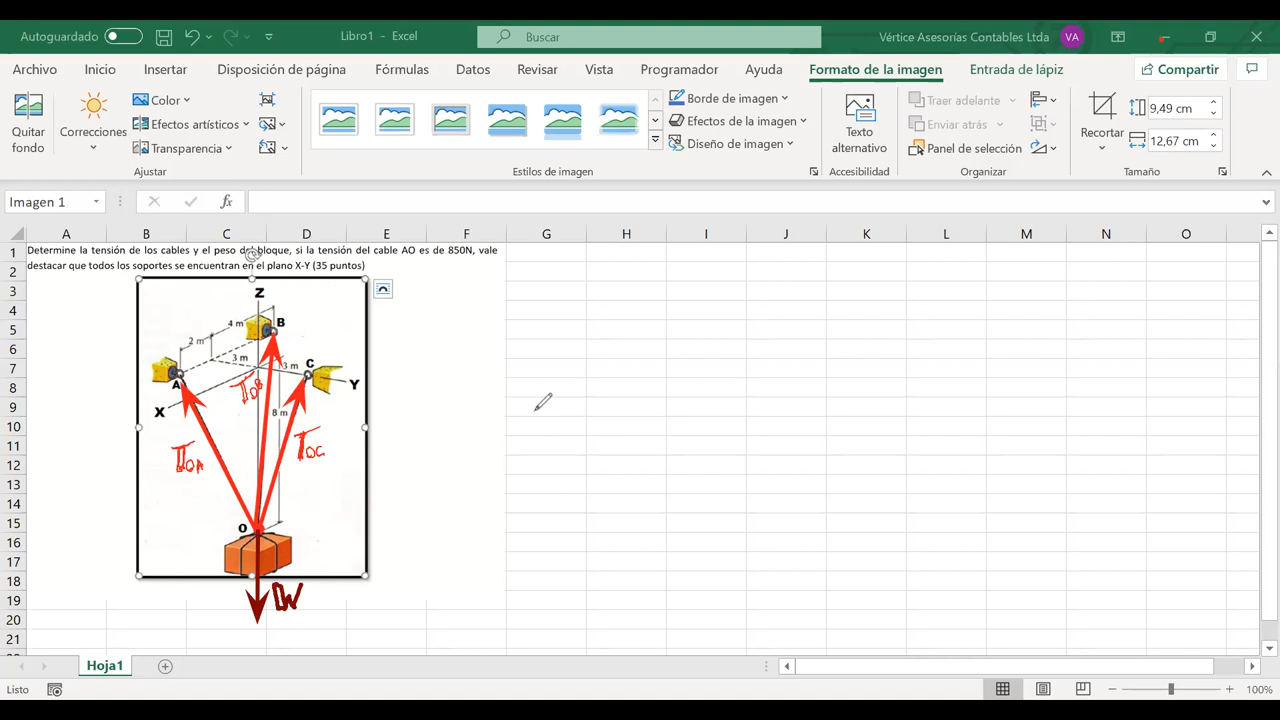 Autoguardado
Libro1 - Excel
Buscar
Vértice Asesorías Contables Ltda
VA
Archivo Inicio Insertar Disposición de página Fórmulas Datos Revisar Vista Programador Ayuda Formato de la imagen Entrada de lápiz Compartir
Quitar fondo
Correcciones
Color
Efectos artísticos
Transparencia
Ajustar
Estilos de imagen
Borde de imagen
Efectos de la imagen
Diseño de imagen
Texto alternativo
Accesibilidad
Traer adelante
Enviar atrás
Panel de selección
Organizar
Recortar
9,49 cm
12,67 cm
Tamaño
Imagen 1
fx
A B C D E F G H I J K L M N O
1
2
3
4
5
6
7
8
9
10
11
12
13
14
15
16
17
18
19
20
21
Determine la tensión de los cables y el peso del bloque, si la tensión del cable AO es de 850N, vale
destacar que todos los soportes se encuentran en el plano X-Y (35 puntos)
Z
4 m
B
2 m
3 m
3 m
C
A
Y
X
8 m
TOB
TOA
TOC
O
W
Hoja1
Listo
100%